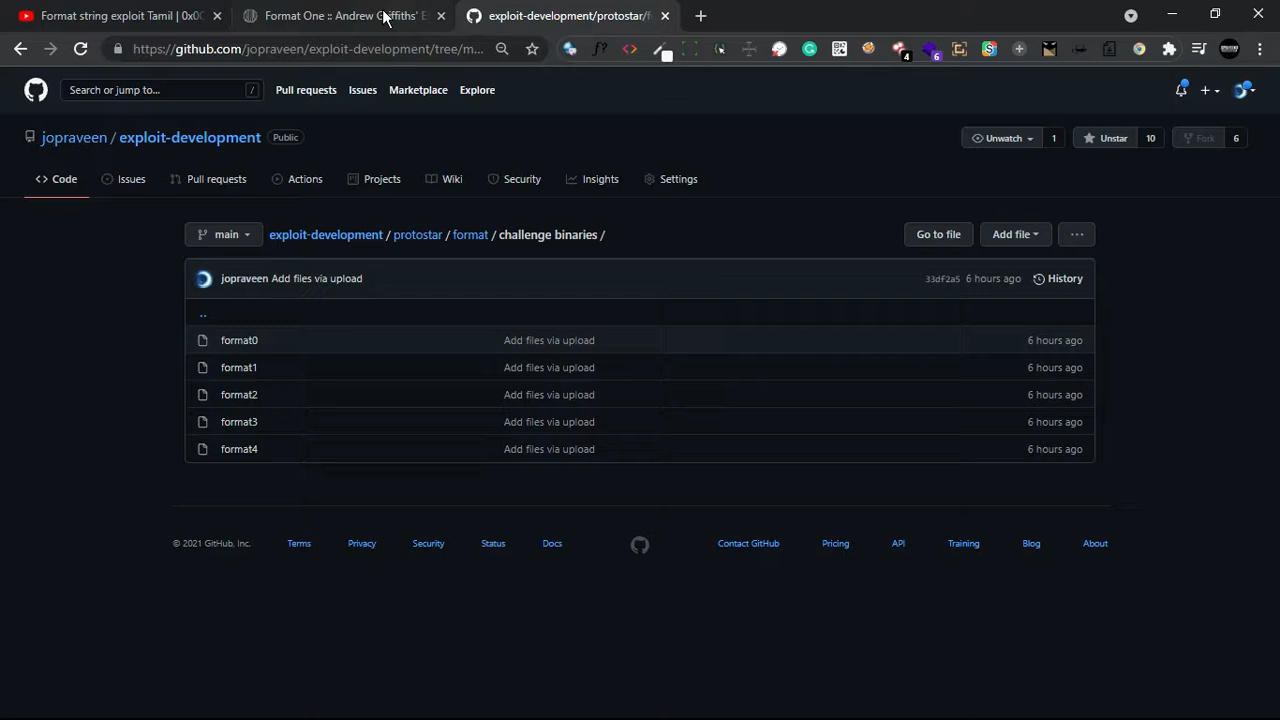 Format string exploit Tamil | 0x0
Format One :: Andrew Griffiths' E
exploit-development/protostar/f
https://github.com/jopraveen/exploit-development/tree/m...
4
6
Search or jump to...
/
Pull requests
Issues
Marketplace
Explore
jopraveen / exploit-development
Public
Unwatch
1
Unstar
10
Fork
6
<> Code
Issues
Pull requests
Actions
Projects
Wiki
Security
Insights
Settings
main
exploit-development / protostar / format / challenge binaries /
Go to file
Add file
...
jopraveen Add files via upload
33df2a5 6 hours ago
History
..
format0 Add files via upload 6 hours ago
format1 Add files via upload 6 hours ago
format2 Add files via upload 6 hours ago
format3 Add files via upload 6 hours ago
format4 Add files via upload 6 hours ago
© 2021 GitHub, Inc.
Terms
Privacy
Security
Status
Docs
Contact GitHub
Pricing
API
Training
Blog
About